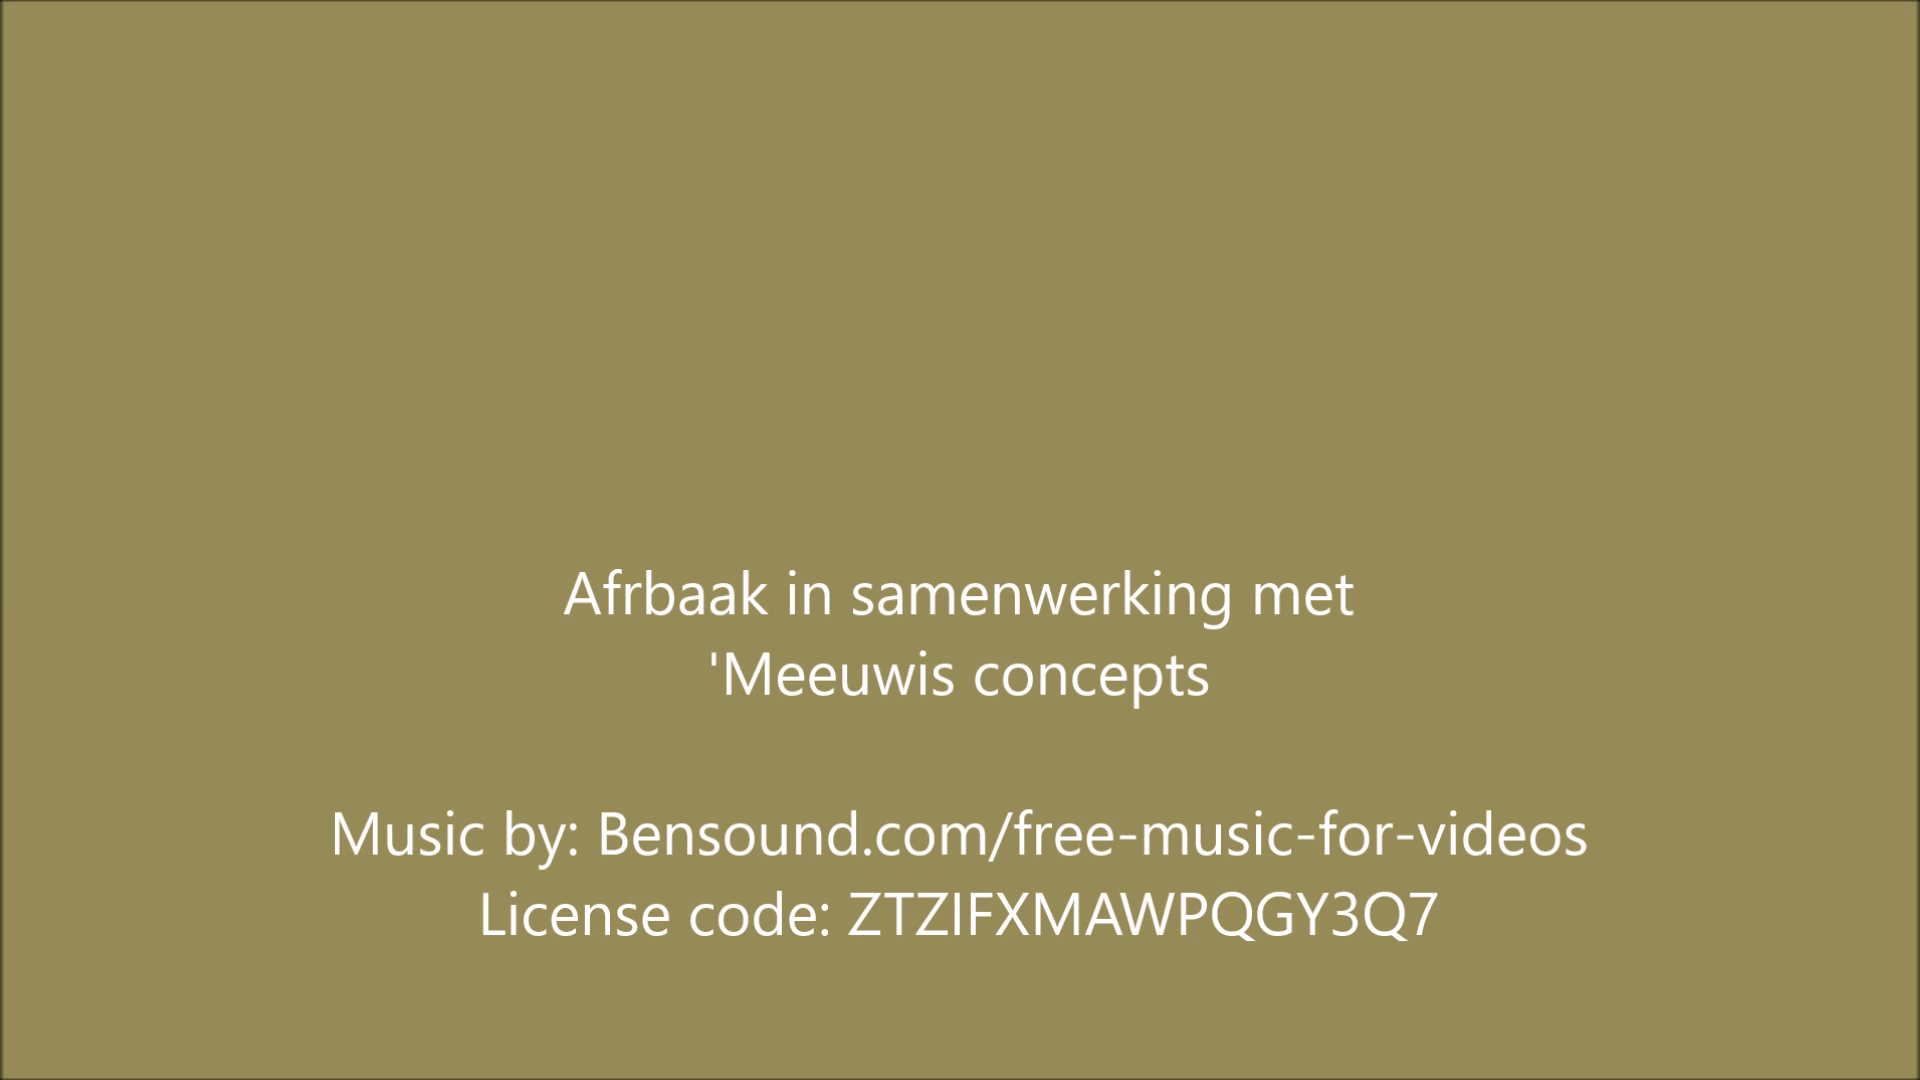 Afrbaak in samenwerking met
'Meeuwis concepts
Music by: Bensound.com/free-music-for-videos
License code: ZTZIFXMAWPQGY3Q7